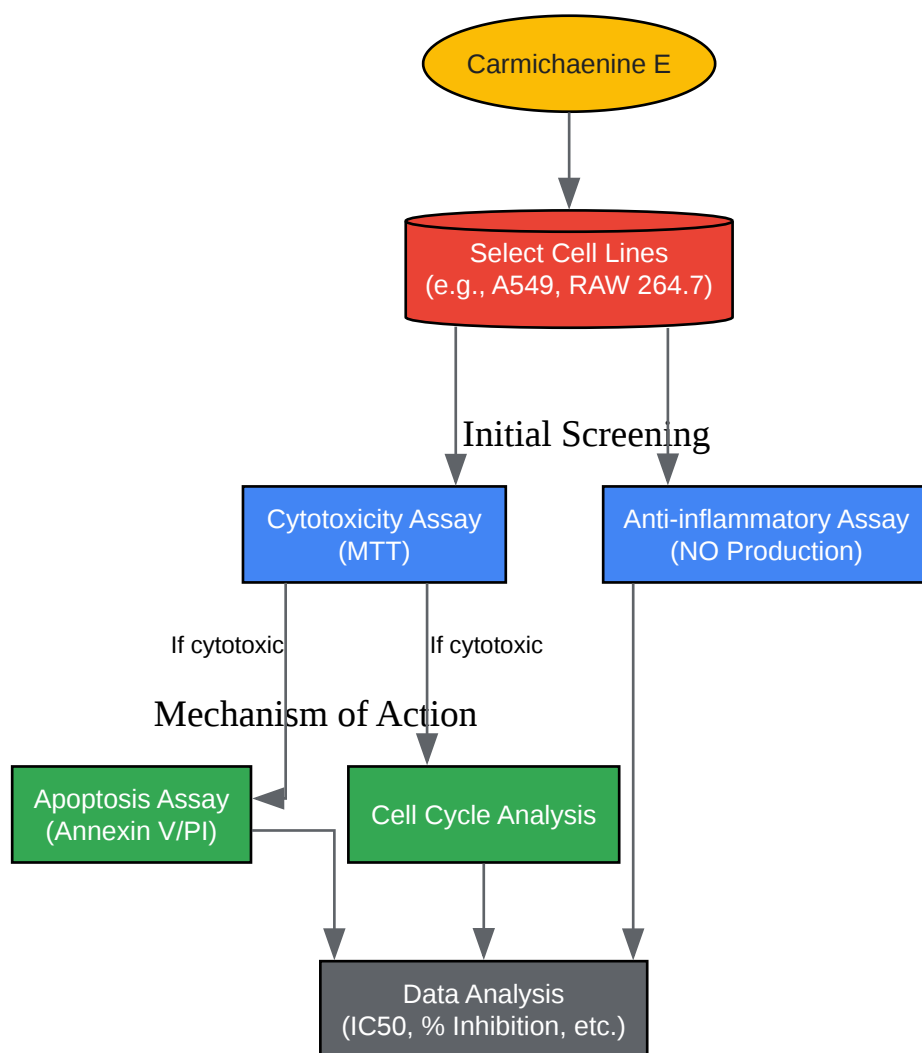 Carmichaenine E
Select Cell Lines
(e.g., A549, RAW 264.7)
Initial Screening
Cytotoxicity Assay
(MTT)
Anti-inflammatory Assay
(NO Production)
If cytotoxic
If cytotoxic
Mechanism of Action
Apoptosis Assay
(Annexin V/PI)
Cell Cycle Analysis
Data Analysis
(IC50, % Inhibition, etc.)